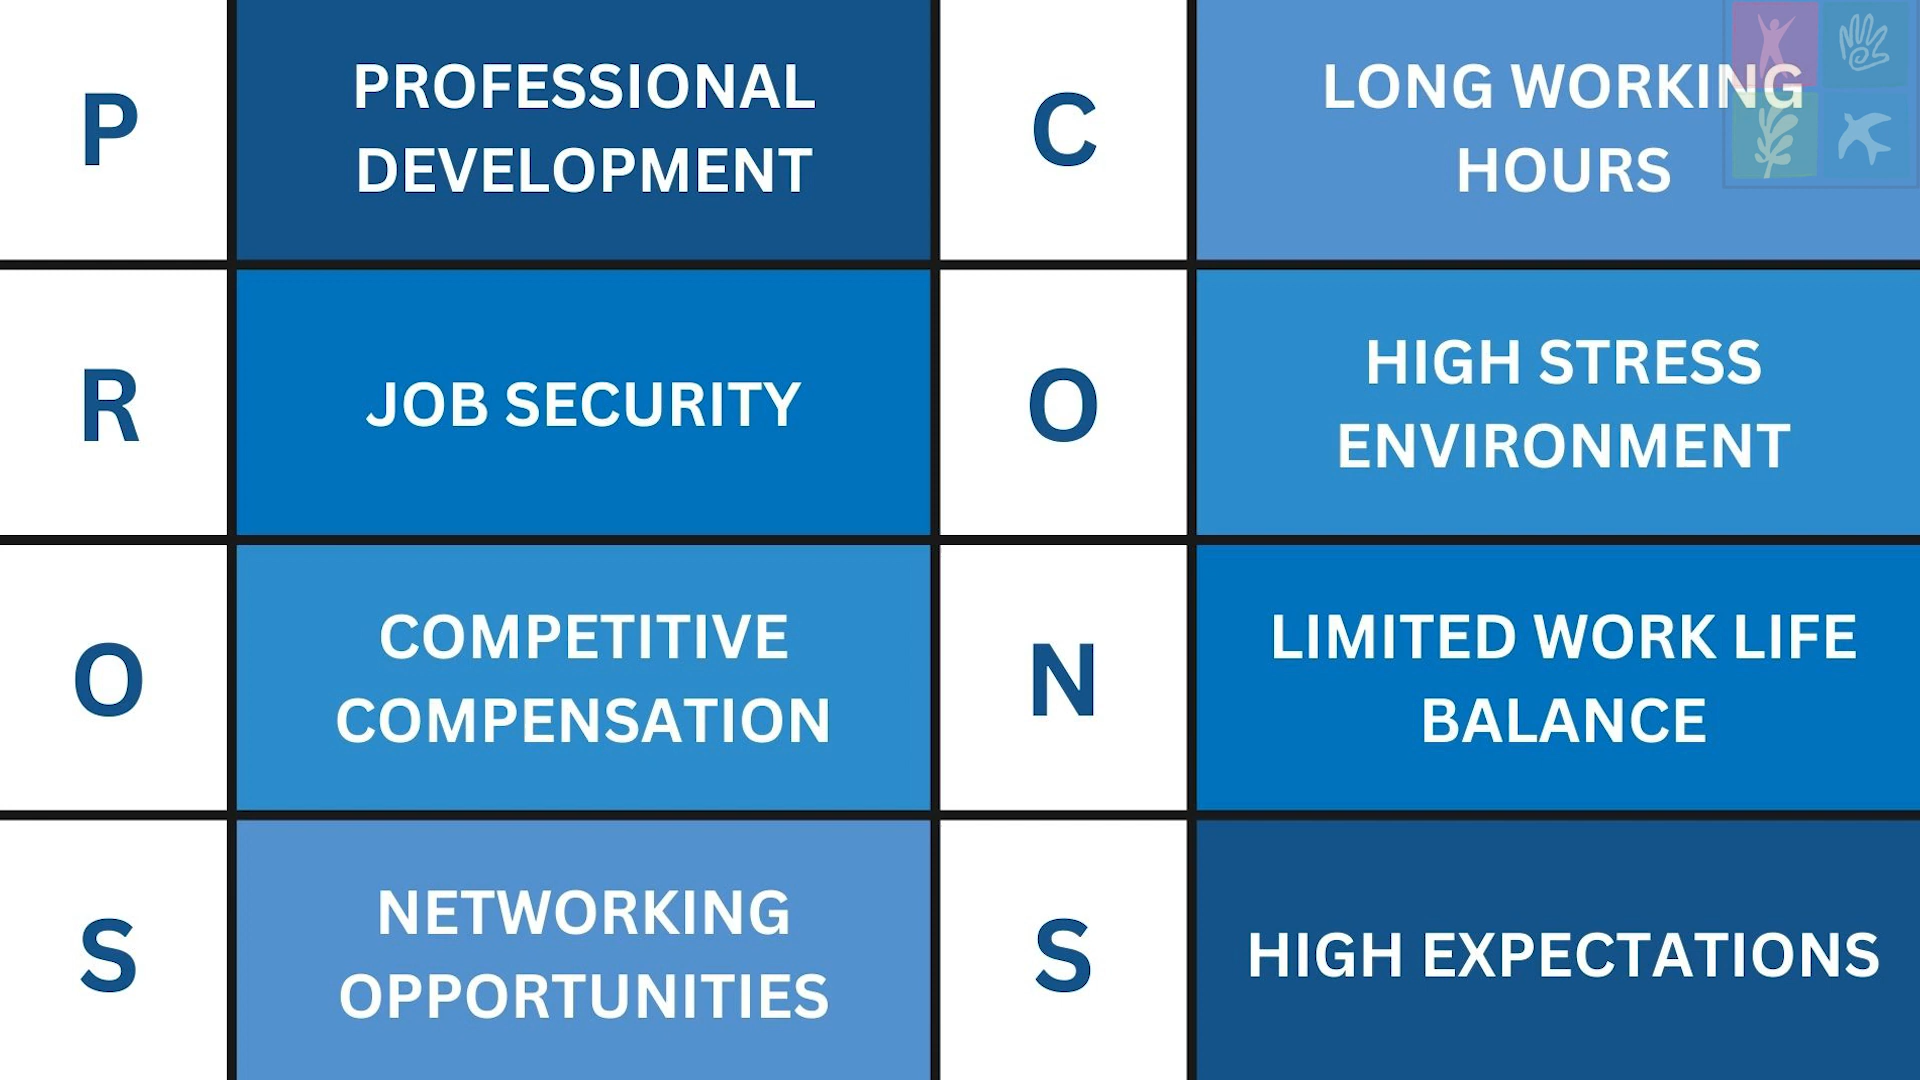 P
PROFESSIONAL
DEVELOPMENT
C
LONG WORKING
HOURS
R
JOB SECURITY
O
HIGH STRESS
ENVIRONMENT
O
COMPETITIVE
COMPENSATION
N
LIMITED WORK LIFE
BALANCE
S
NETWORKING
OPPORTUNITIES
S
HIGH EXPECTATIONS